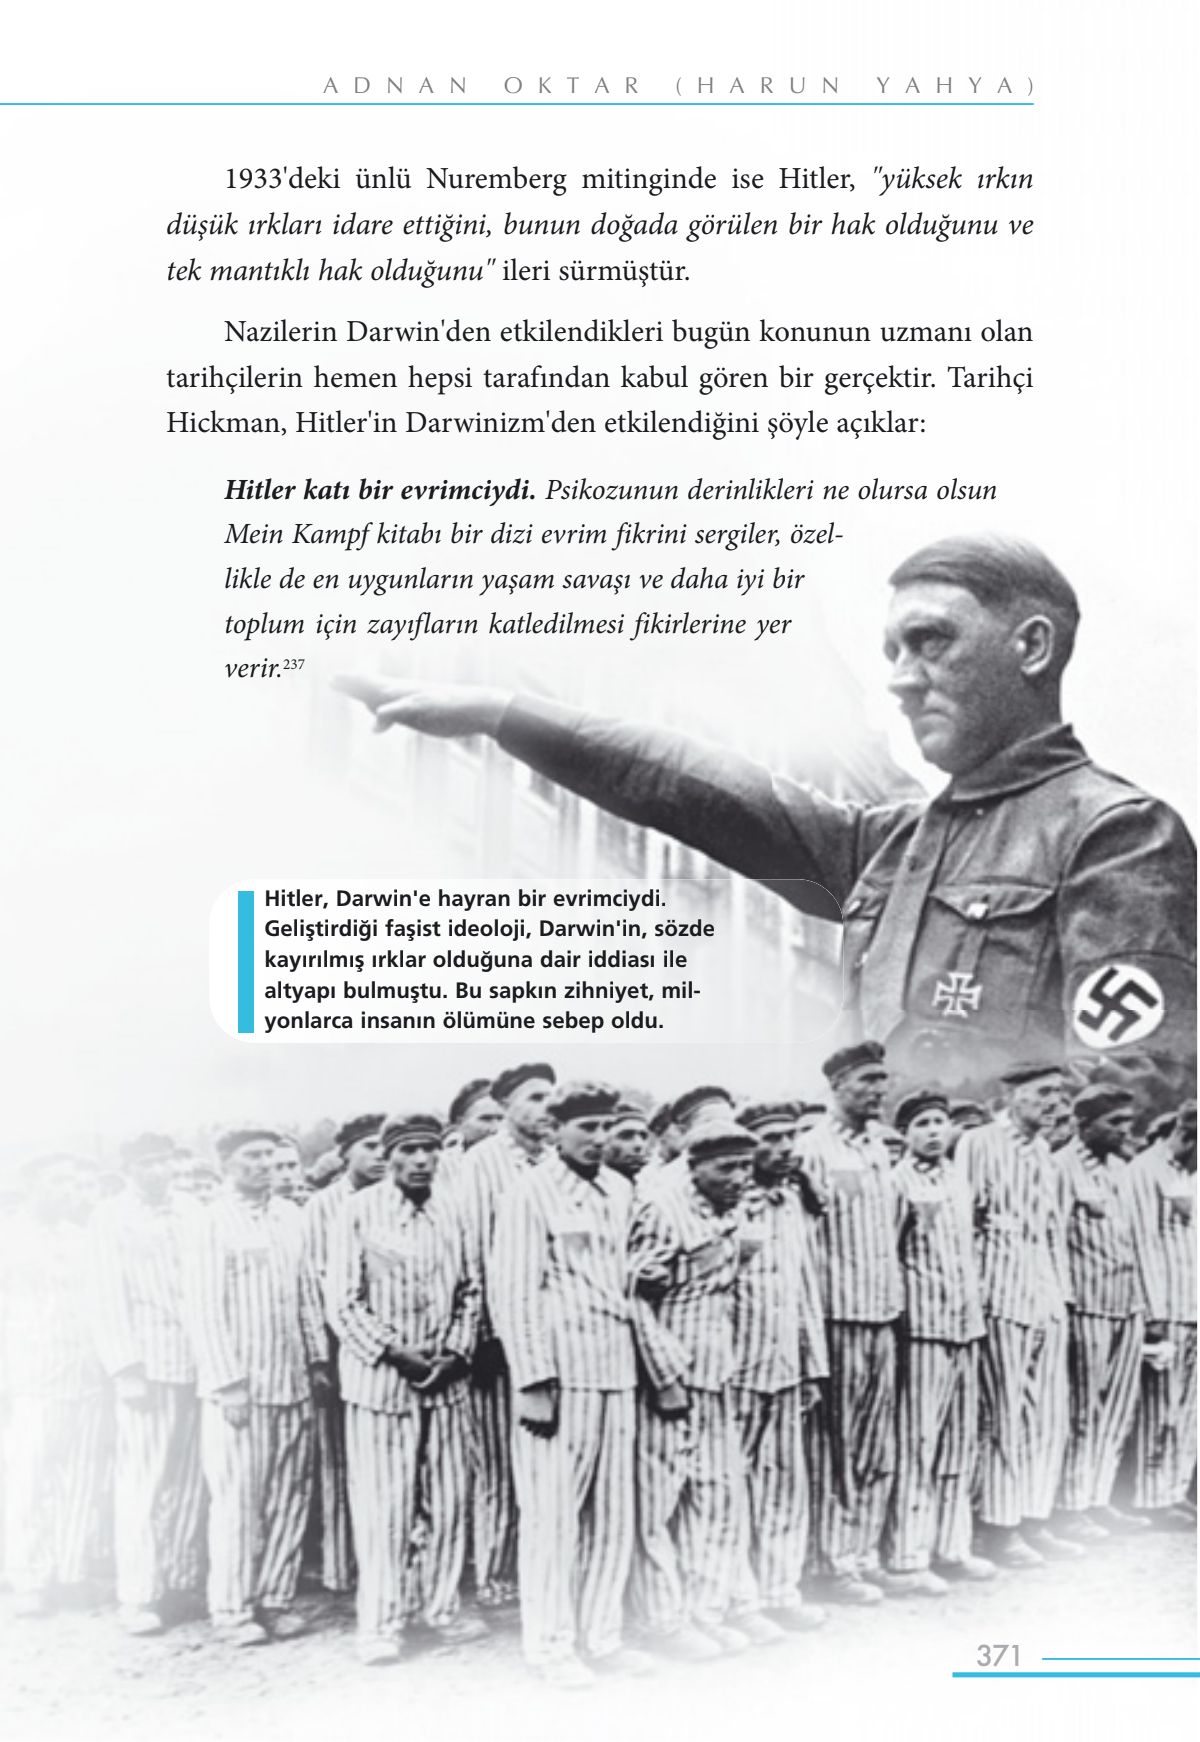 ADNAN OKTAR (HARUN YAHYA)
1933'deki ünlü Nuremberg mitinginde ise Hitler, "yüksek ırkın
düşük ırkları idare ettiğini, bunun doğada görülen bir hak olduğunu ve
tek mantıklı hak olduğunu" ileri sürmüştür.
Nazilerin Darwin'den etkilendikleri bugün konunun uzmanı olan
tarihçilerin hemen hepsi tarafından kabul gören bir gerçektir. Tarihçi
Hickman, Hitler'in Darwinizm'den etkilendiğini şöyle açıklar:
Hitler katı bir evrimciydi. Psikozunun derinlikleri ne olursa olsun
Mein Kampf kitabı bir dizi evrim fikrini sergiler, özel-
likle de en uygunların yaşam savaşı ve daha iyi bir
toplum için zayıfların katledilmesi fikirlerine yer
verir.237
Hitler, Darwin'e hayran bir evrimciydi.
Geliştirdiği faşist ideoloji, Darwin'in, sözde
kayırılmış ırklar olduğuna dair iddiası ile
altyapı bulmuştu. Bu sapkın zihniyet, mil-
yonlarca insanın ölümüne sebep oldu.
371